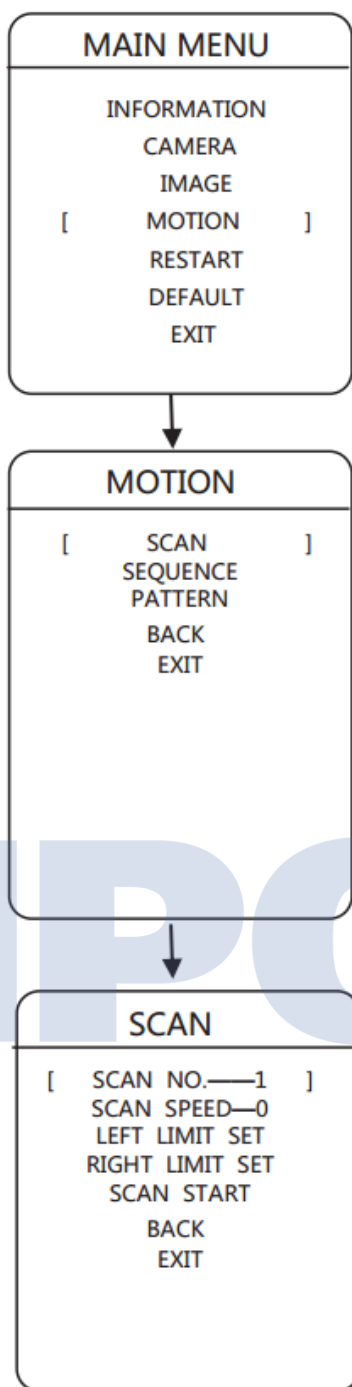 MAIN MENU
INFORMATION
CAMERA
IMAGE
[ MOTION ]
RESTART
DEFAULT
EXIT
MOTION
[ SCAN ]
SEQUENCE
PATTERN
BACK
EXIT
SCAN
[ SCAN NO.——1 ]
SCAN SPEED—0
LEFT LIMIT SET
RIGHT LIMIT SET
SCAN START
BACK
EXIT